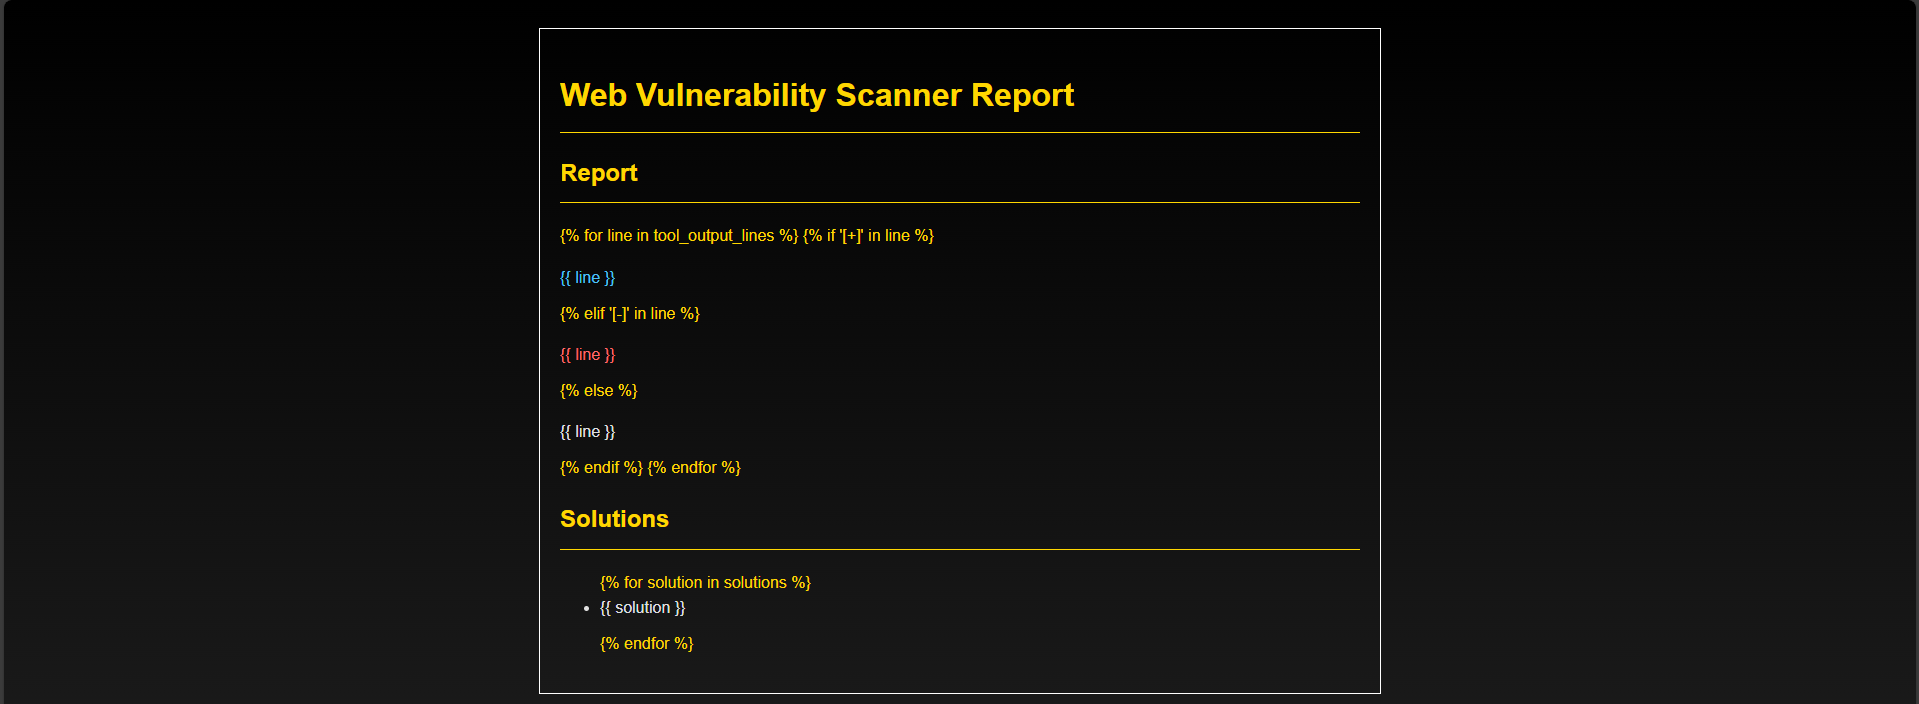 Web Vulnerability Scanner Report
Report
{% for line in tool_output_lines %} {% if '[+]' in line %}
{{ line }}
{% elif '[-]' in line %}
{{ line }}
{% else %}
{{ line }}
{% endif %} {% endfor %}
Solutions
{% for solution in solutions %}
• {{ solution }}
{% endfor %}